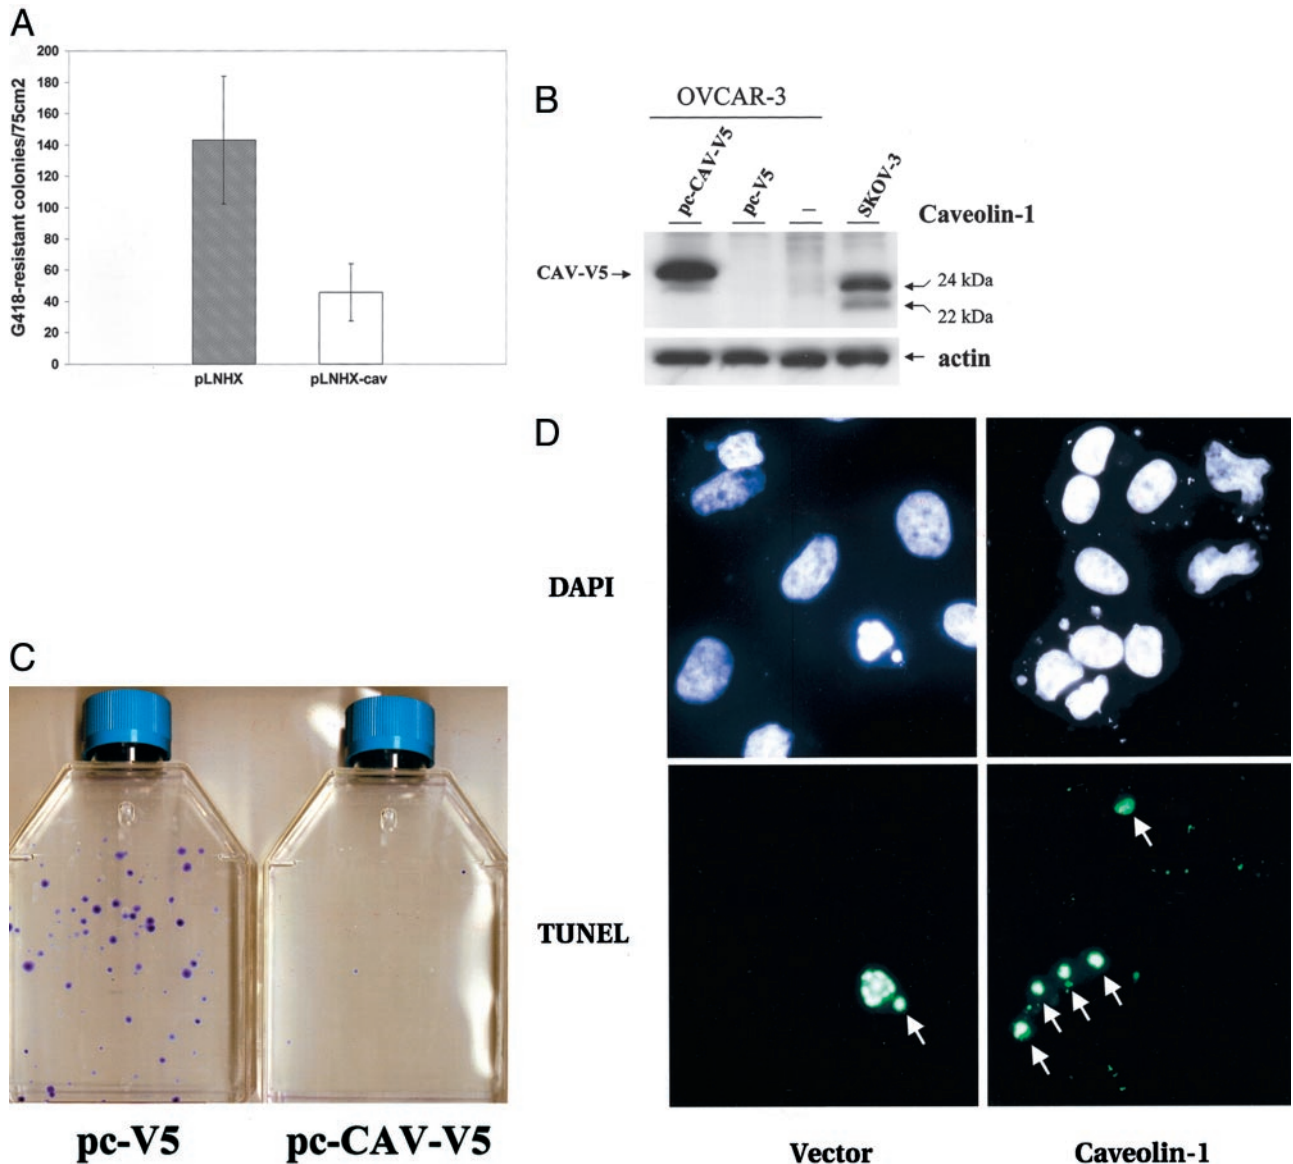 A
G418-resistant colonies/75cm2
200
180
160
140
120
100
80
60
40
20
0
pLNHX
pLNHX-cav
B
OVCAR-3
pc-CAV-V5
pc-V5
–
SKOV-3
Caveolin-1
CAV-V5
24 kDa
22 kDa
actin
C
pc-V5
pc-CAV-V5
D
DAPI
TUNEL
Vector
Caveolin-1